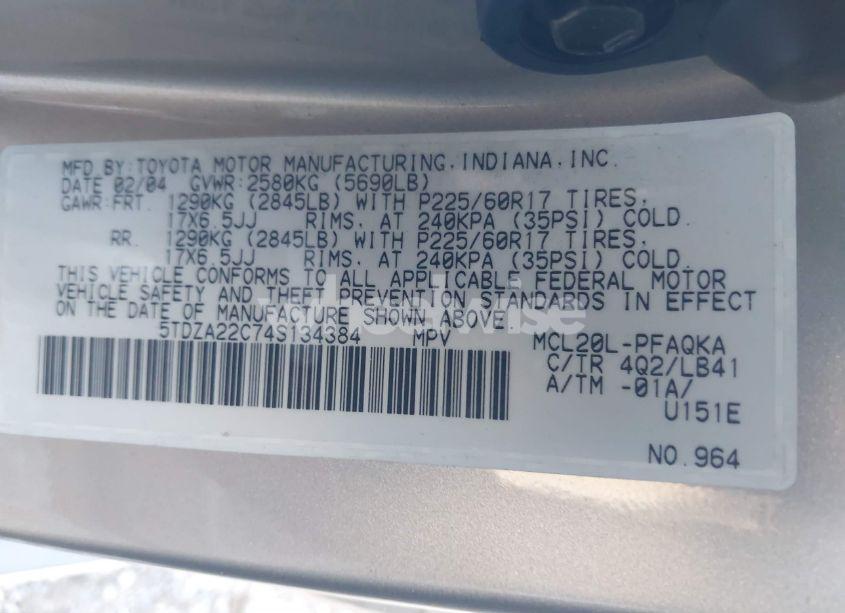 MFD BY: TOYOTA MOTOR MANUFACTURING, INDIANA, INC.
DATE 02/04 GVWR: 2580KG (5690LB)
GAWR: FRT. 1290KG (2845LB) WITH P225/60R17 TIRES,
17X6.5JJ RIMS, AT 240KPA (35PSI) COLD.
RR. 1290KG (2845LB) WITH P225/60R17 TIRES,
17X6.5JJ RIMS, AT 240KPA (35PSI) COLD.
THIS VEHICLE CONFORMS TO ALL APPLICABLE FEDERAL MOTOR
VEHICLE SAFETY AND THEFT PREVENTION STANDARDS IN EFFECT
ON THE DATE OF MANUFACTURE SHOWN ABOVE.
5TDZA22C74S134384 MPV MCL20L-PFAQKA
C/TR 4Q2/LB41
A/TM -01A/
U151E
NO.964